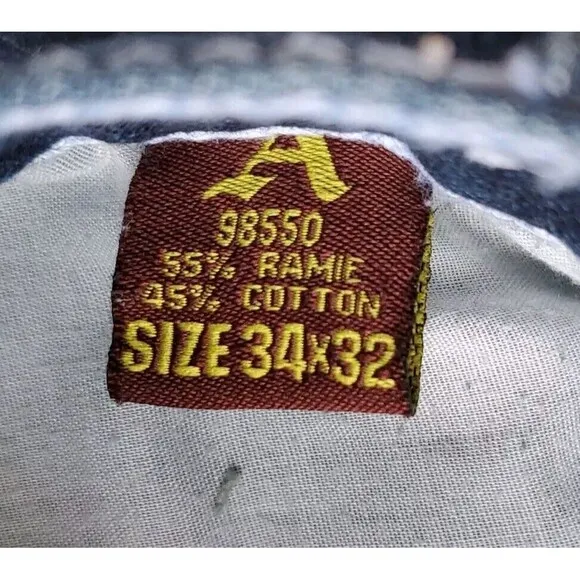 A
98550
55% RAMIE
45% COTTON
SIZE 34x32